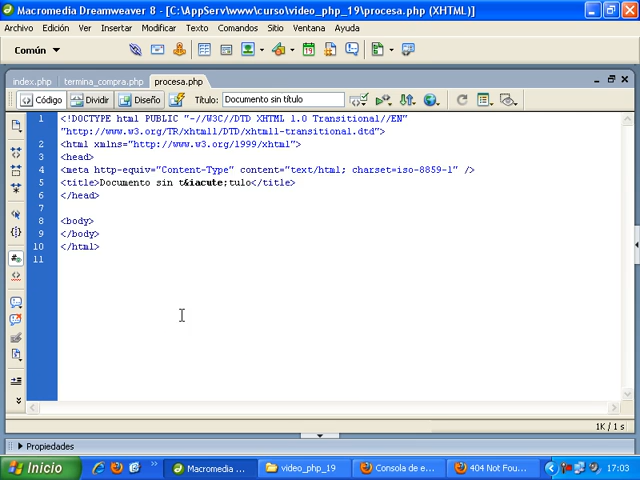 Macromedia Dreamweaver 8 - [C:\AppServ\www\curso\video_php_19\procesa.php (XHTML)]
Archivo Edición Ver Insertar Modificar Texto Comandos Sitio Ventana Ayuda
Común
index.php termina_compra.php procesa.php
Código Dividir Diseño Título: Documento sin título
1 <!DOCTYPE html PUBLIC "-//W3C//DTD XHTML 1.0 Transitional//EN"
"http://www.w3.org/TR/xhtml1/DTD/xhtml1-transitional.dtd">
2 <html xmlns="http://www.w3.org/1999/xhtml">
3 <head>
4 <meta http-equiv="Content-Type" content="text/html; charset=iso-8859-1" />
5 <title>Documento sin t&iacute;tulo</title>
6 </head>
7
8 <body>
9 </body>
10 </html>
11
1K / 1 s
Propiedades
Inicio Macromedia ... video_php_19 Consola de e... 404 Not Fou... 17:03